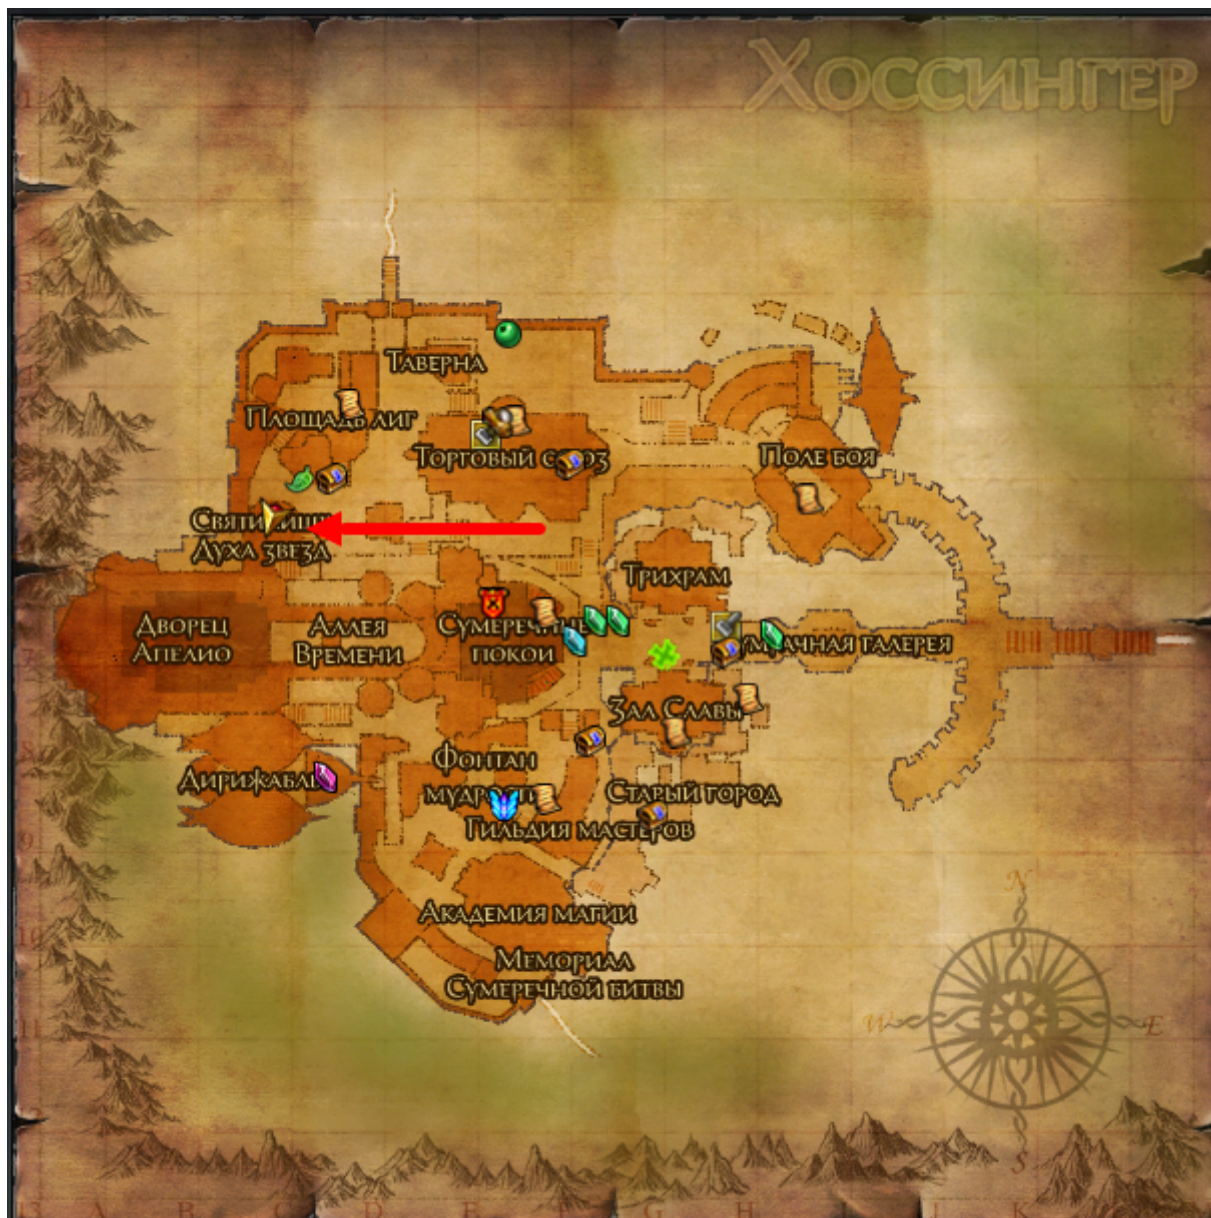 Хоссингер
Таверна
Площадь лиг
Торговый союз
Поле боя
Святилище
Духа звезд
Трихрам
Дворец
Апелио
Аллея
Времени
Сумеречные
покои
галерея
Зал Славы
Фонтан
мудрости
Дирижабль
Старый город
Гильдия мастеров
Академия магии
Мемориал
Сумеречной битвы
N
W
E
S